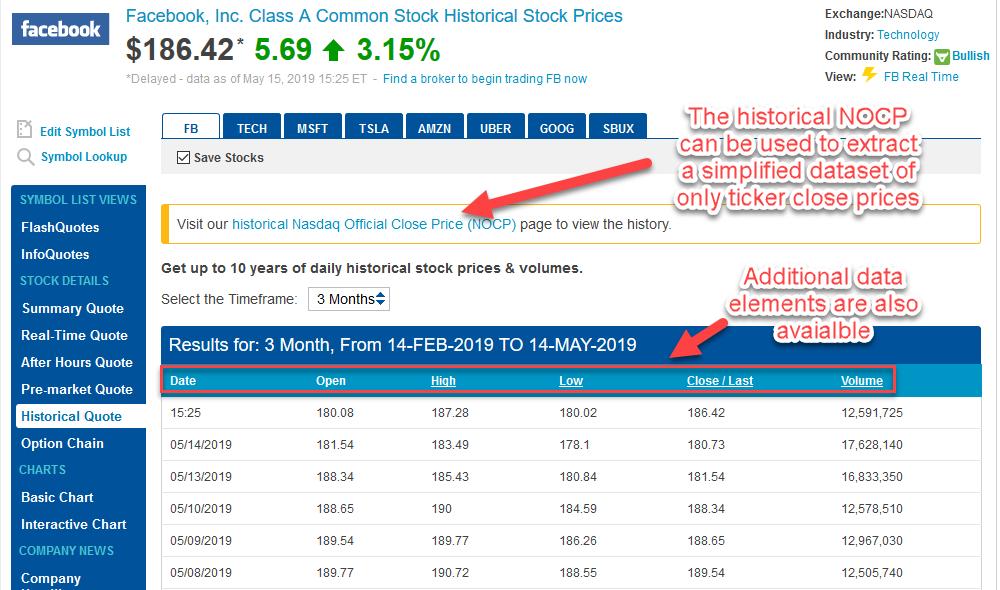 facebook
Facebook, Inc. Class A Common Stock Historical Stock Prices
$186.42* 5.69 3.15%
*Delayed - data as of May 15, 2019 15:25 ET - Find a broker to begin trading FB now
Exchange:NASDAQ
Industry: Technology
Community Rating: Bullish
View: FB Real Time
Edit Symbol List
Symbol Lookup
FB TECH MSFT TSLA AMZN UBER GOOG SBUX
Save Stocks
The historical NOCP
can be used to extract
a simplified dataset of
only ticker close prices
SYMBOL LIST VIEWS
FlashQuotes
InfoQuotes
STOCK DETAILS
Summary Quote
Real-Time Quote
After Hours Quote
Pre-market Quote
Historical Quote
Option Chain
CHARTS
Basic Chart
Interactive Chart
COMPANY NEWS
Company
Visit our historical Nasdaq Official Close Price (NOCP) page to view the history.
Get up to 10 years of daily historical stock prices & volumes.
Select the Timeframe: 3 Months
Additional data
elements are also
avaialble
Results for: 3 Month, From 14-FEB-2019 TO 14-MAY-2019
Date Open High Low Close / Last Volume
15:25 180.08 187.28 180.02 186.42 12,591,725
05/14/2019 181.54 183.49 178.1 180.73 17,628,140
05/13/2019 188.34 185.43 180.84 181.54 16,833,350
05/10/2019 188.65 190 184.59 188.34 12,578,510
05/09/2019 189.54 189.77 186.26 188.65 12,967,030
05/08/2019 189.77 190.72 188.55 189.54 12,505,740